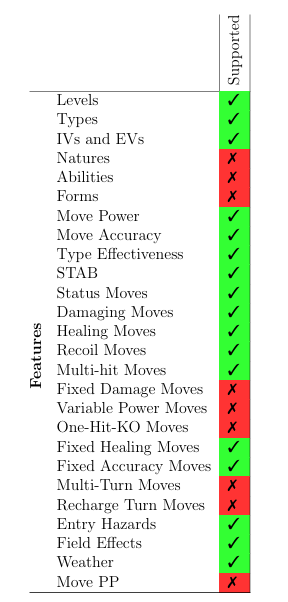 Supported
Features
Levels ✓
Types ✓
IVs and EVs ✓
Natures ✗
Abilities ✗
Forms ✗
Move Power ✓
Move Accuracy ✓
Type Effectiveness ✓
STAB ✓
Status Moves ✓
Damaging Moves ✓
Healing Moves ✓
Recoil Moves ✓
Multi-hit Moves ✓
Fixed Damage Moves ✗
Variable Power Moves ✗
One-Hit-KO Moves ✗
Fixed Healing Moves ✓
Fixed Accuracy Moves ✓
Multi-Turn Moves ✗
Recharge Turn Moves ✗
Entry Hazards ✓
Field Effects ✓
Weather ✓
Move PP ✗